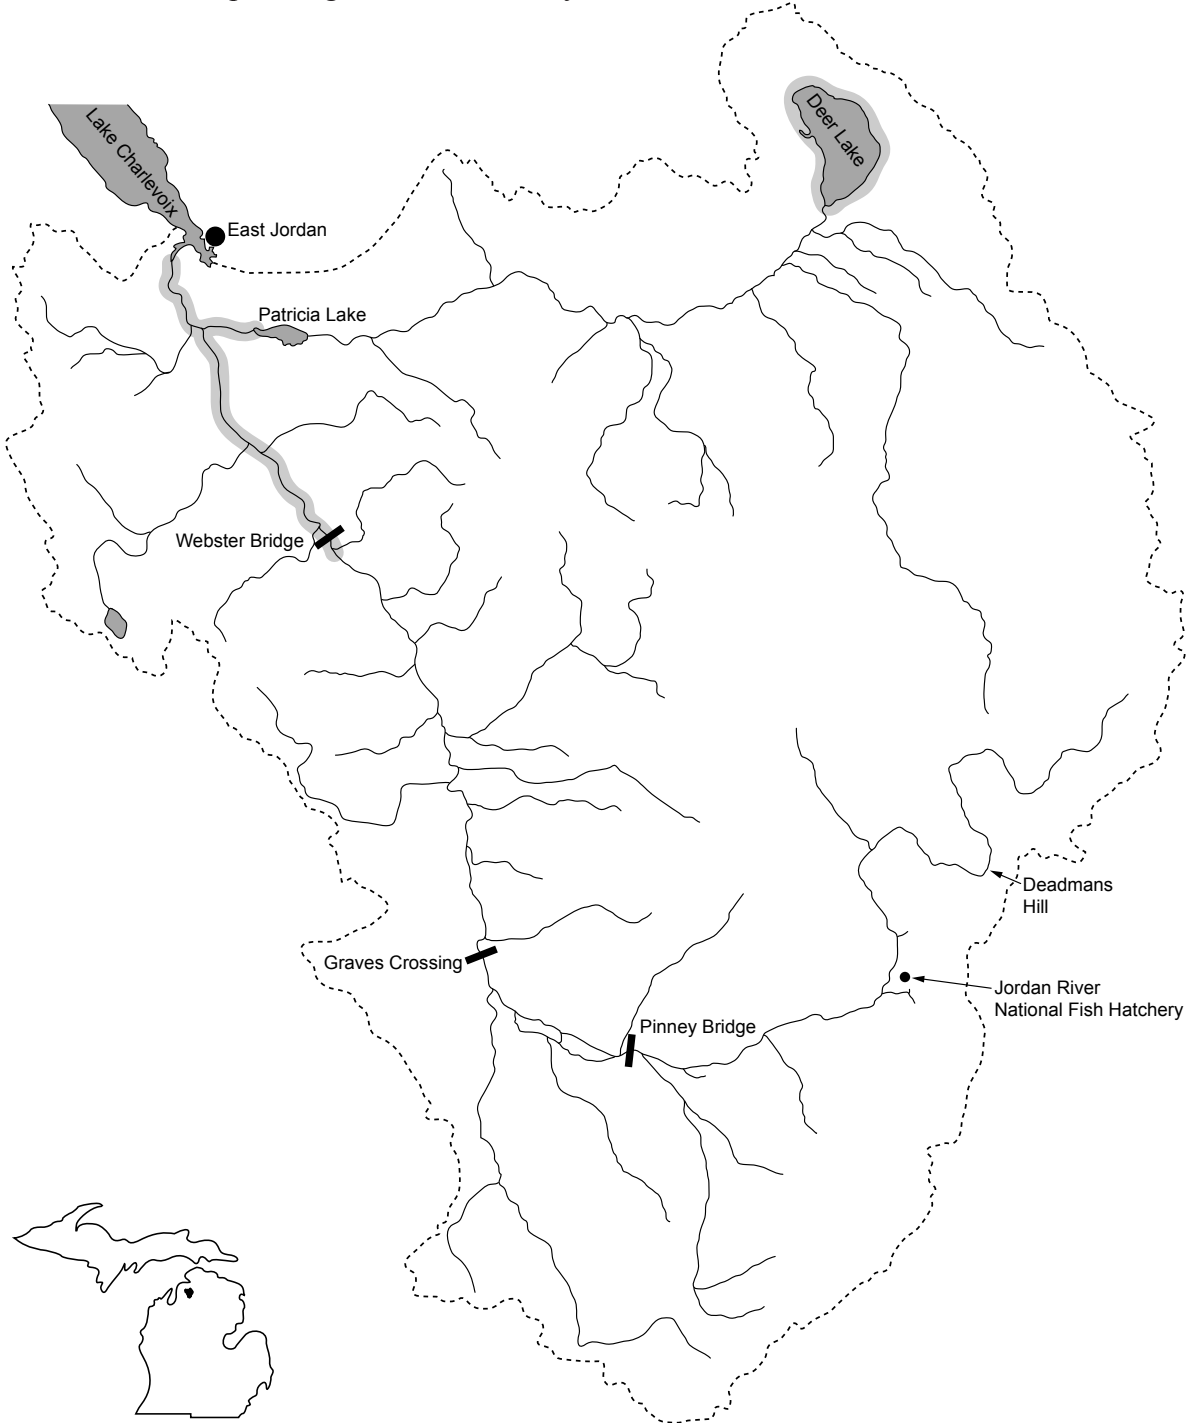 Deer Lake
Lake Charlevoix
East Jordan
Patricia Lake
Webster Bridge
Deadmans
Hill
Graves Crossing
Jordan River
National Fish Hatchery
Pinney Bridge